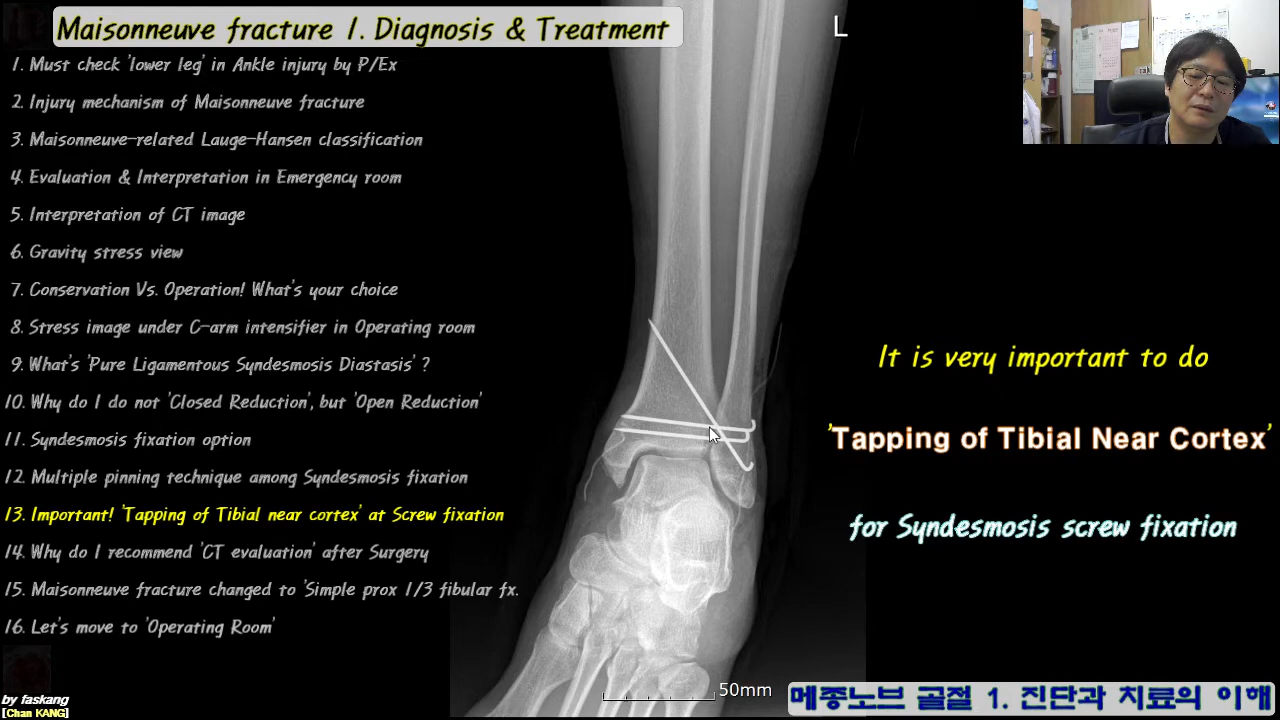 Maisonneuve fracture 1. Diagnosis & Treatment
L
1. Must check 'lower leg' in Ankle injury by P/Ex
2. Injury mechanism of Maisonneuve fracture
3. Maisonneuve-related Lauge-Hansen classification
4. Evaluation & Interpretation in Emergency room
5. Interpretation of CT image
6. Gravity stress view
7. Conservation Vs. Operation! What's your choice
8. Stress image under C-arm intensifier in Operating room
9. What's 'Pure Ligamentous Syndesmosis Diastasis' ?
10. Why do I do not 'Closed Reduction', but 'Open Reduction'
11. Syndesmosis fixation option
12. Multiple pinning technique among Syndesmosis fixation
13. Important! 'Tapping of Tibial near cortex' at Screw fixation
14. Why do I recommend 'CT evaluation' after Surgery
15. Maisonneuve fracture changed to 'Simple prox 1/3 fibular fx.
16. Let's move to 'Operating Room'
It is very important to do
'Tapping of Tibial Near Cortex'
for Syndesmosis screw fixation
50mm
by faskang
[Chan KANG]
메종노브 골절 1. 진단과 치료의 이해